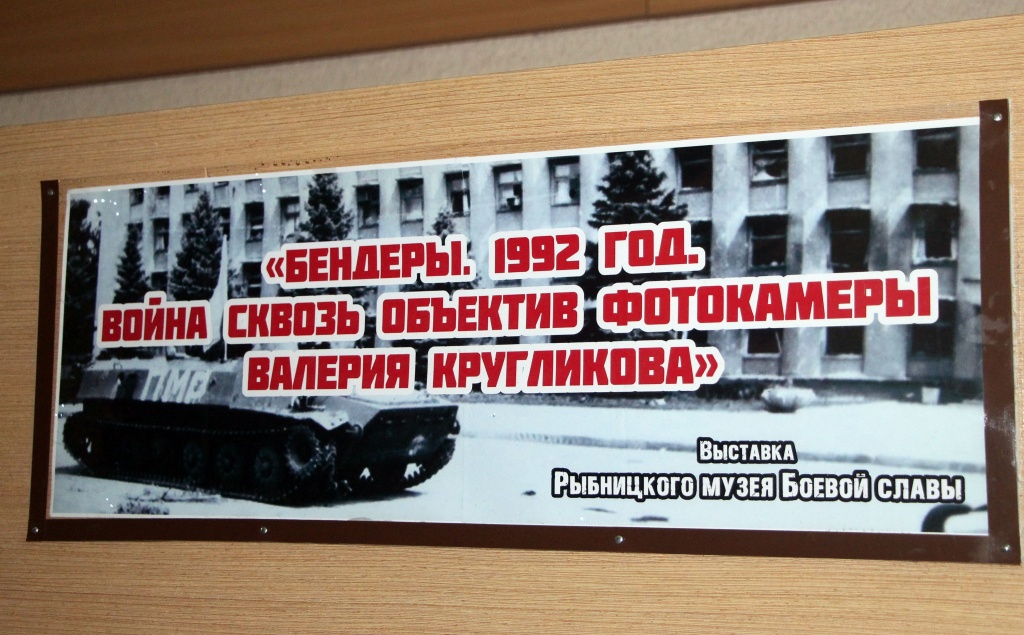 «БЕНДЕРЫ. 1992 ГОД.
ВОЙНА СКВОЗЬ ОБЪЕКТИВ ФОТОКАМЕРЫ
ВАЛЕРИЯ КРУГЛИКОВА»
ПМР
Выставка
Рыбницкого музея Боевой славы